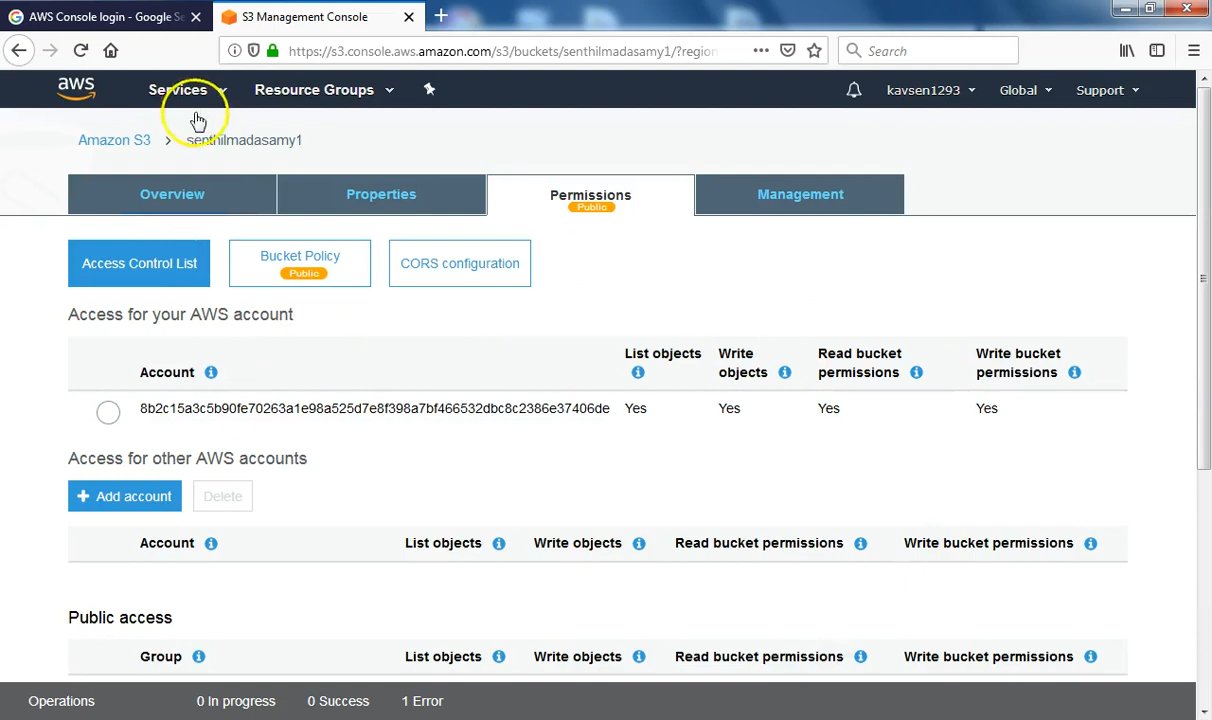 AWS Console login - Google Se
S3 Management Console
https://s3.console.aws.amazon.com/s3/buckets/senthilmadasamy1/?region
Search
aws
Services
Resource Groups
kavsen1293
Global
Support
Amazon S3 > senthilmadasamy1
Overview
Properties
Permissions
Public
Management
Access Control List
Bucket Policy
Public
CORS configuration
Access for your AWS account
Account
List objects
Write objects
Read bucket permissions
Write bucket permissions
8b2c15a3c5b90fe70263a1e98a525d7e8f398a7bf466532dbc8c2386e37406de Yes Yes Yes Yes
Access for other AWS accounts
+ Add account
Delete
Account List objects Write objects Read bucket permissions Write bucket permissions
Public access
Group List objects Write objects Read bucket permissions Write bucket permissions
Operations 0 In progress 0 Success 1 Error